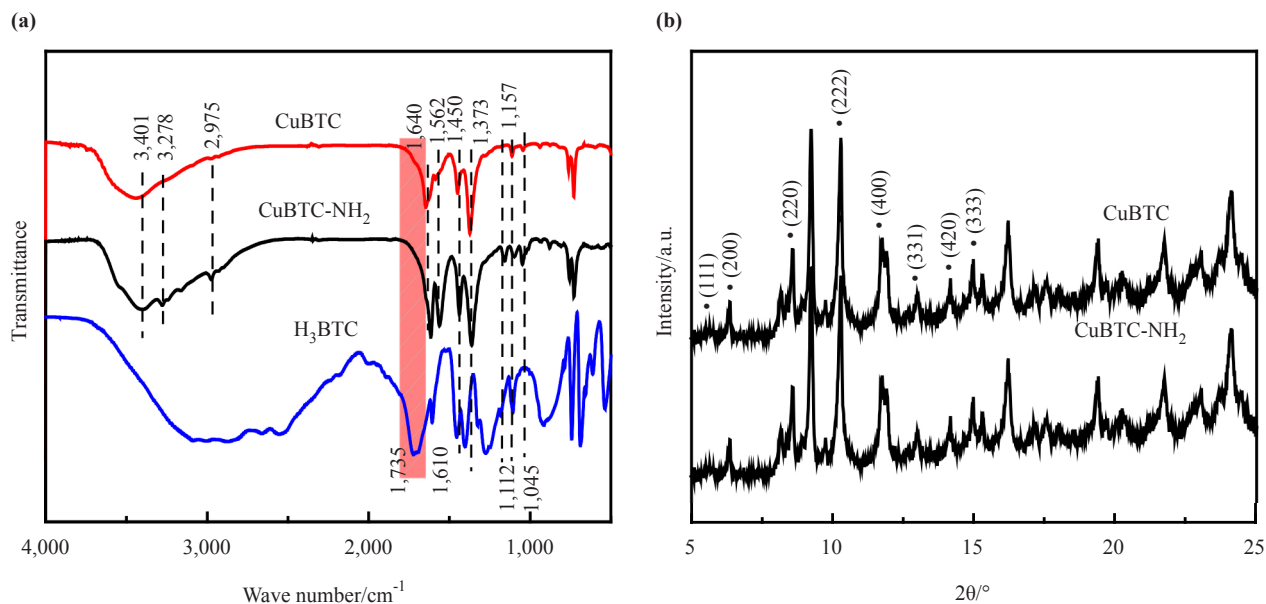 (a)
Transmittance
3,401
3,278
2,975
1,640
1,562
1,450
1,373
1,157
CuBTC
CuBTC-NH₂
H₃BTC
1,735
1,610
1,112
1,045
4,000
3,000
2,000
1,000
Wave number/cm⁻¹
(b)
Intensity/a.u.
• (111)
• (200)
• (220)
• (222)
• (400)
• (331)
• (420)
• (333)
CuBTC
CuBTC-NH₂
5
10
15
20
25
2θ/°